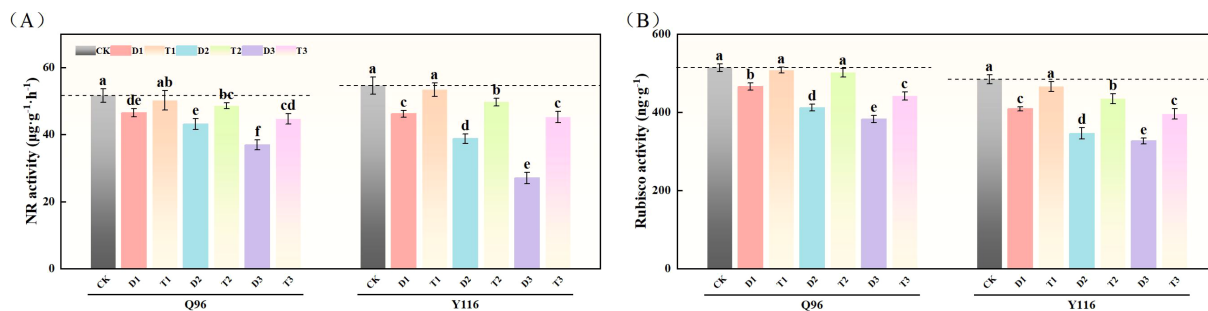 （A）
NR activity (μg·g⁻¹·h⁻¹)
60
40
20
0
CK D1 T1 D2 T2 D3 T3
a de ab e bc f cd
a c a d b e c
CK D1 T1 D2 T2 D3 T3
CK D1 T1 D2 T2 D3 T3
Q96 Y116
（B）
Rubisco activity (ng·g⁻¹)
600
400
200
0
a b a d a e c
a c a d b e c
CK D1 T1 D2 T2 D3 T3
CK D1 T1 D2 T2 D3 T3
Q96 Y116